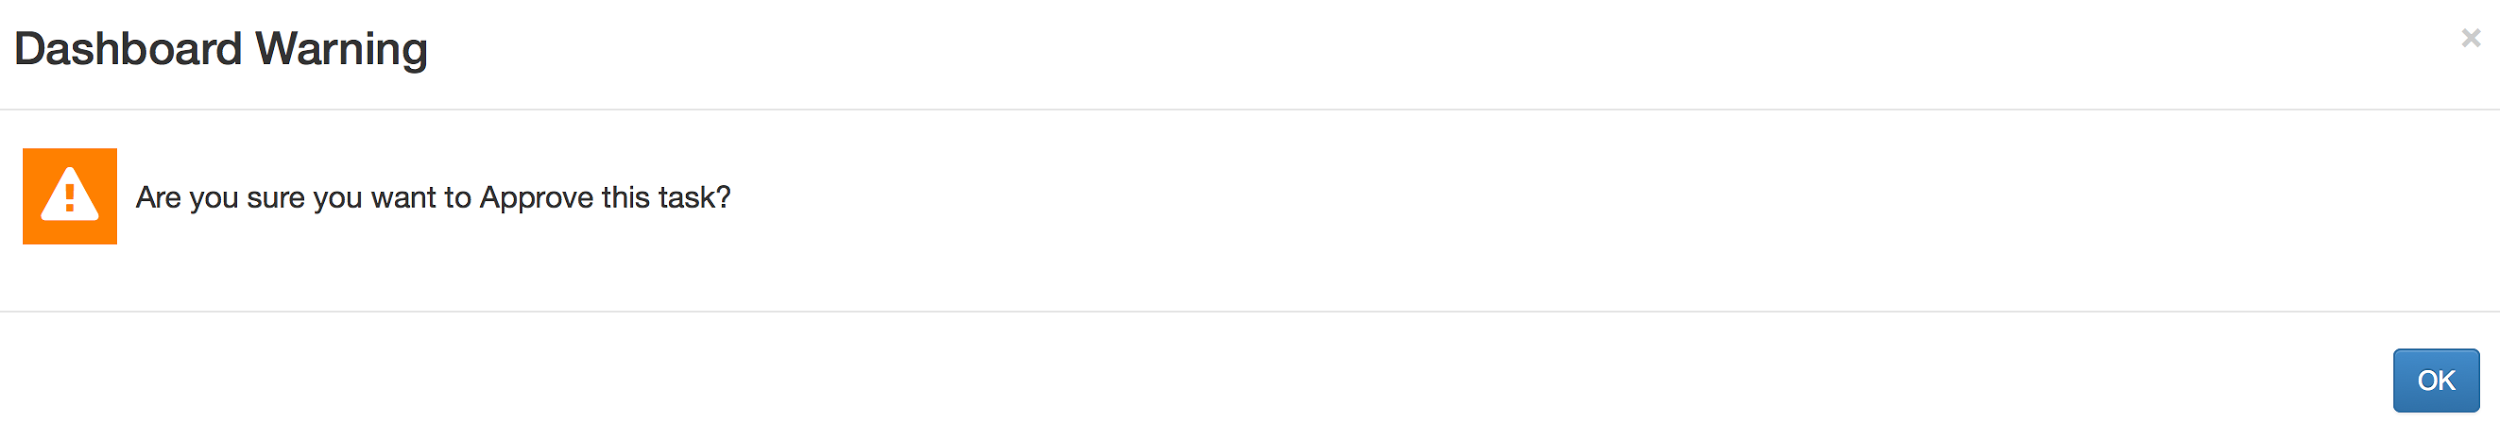 Dashboard Warning
×
Are you sure you want to Approve this task?
OK